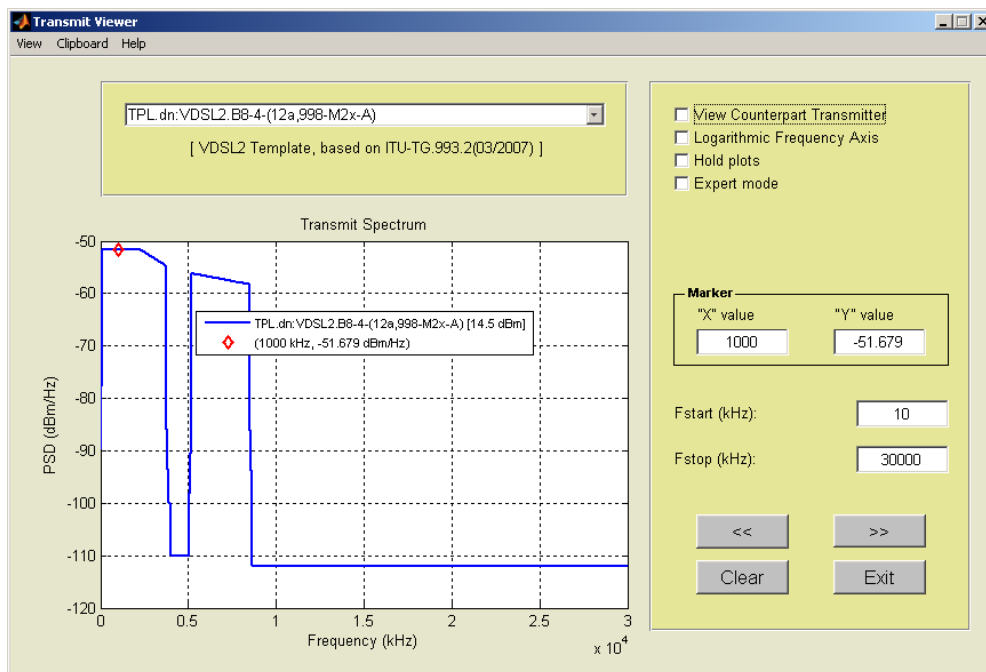 Transmit Viewer
View Clipboard Help
TPL.dn:VDSL2.B8-4-(12a,998-M2x-A)
[ VDSL2 Template, based on ITU-TG.993.2(03/2007) ]
View Counterpart Transmitter
Logarithmic Frequency Axis
Hold plots
Expert mode
Transmit Spectrum
-50
-60
-70
-80
-90
-100
-110
-120
PSD (dBm/Hz)
TPL.dn:VDSL2.B8-4-(12a,998-M2x-A) [14.5 dBm]
(1000 kHz, -51.679 dBm/Hz)
0 0.5 1 1.5 2 2.5 3
Frequency (kHz)
x 10^4
Marker
"X" value "Y" value
1000 -51.679
Fstart (kHz): 10
Fstop (kHz): 30000
<< >>
Clear Exit